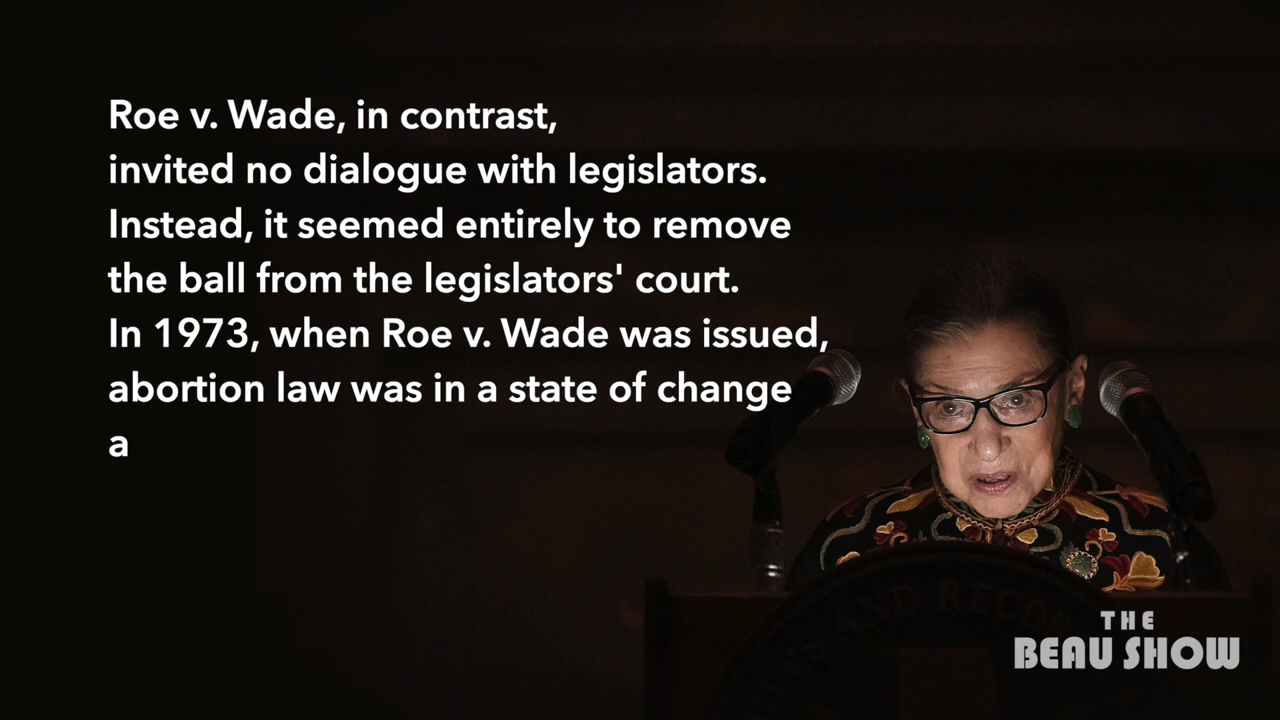 Roe v. Wade, in contrast,
invited no dialogue with legislators.
Instead, it seemed entirely to remove
the ball from the legislators' court.
In 1973, when Roe v. Wade was issued,
abortion law was in a state of change
a
AND RECO
THE
BEAU SHOW